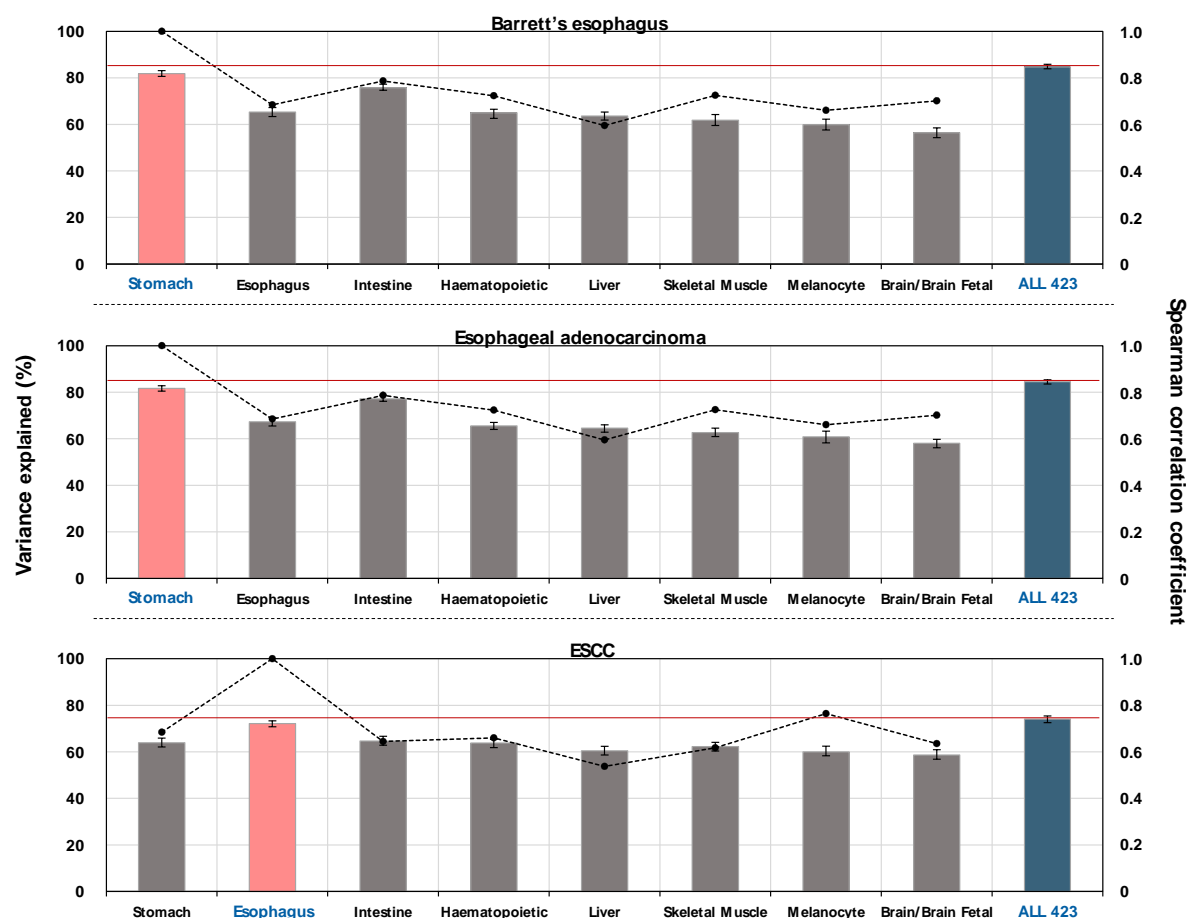 Barrett's esophagus
100 1.0
80 0.8
60 0.6
40 0.4
20 0.2
0 0
Stomach Esophagus Intestine Haematopoietic Liver Skeletal Muscle Melanocyte Brain/Brain Fetal ALL 423
Esophageal adenocarcinoma
100 1.0
80 0.8
60 0.6
40 0.4
20 0.2
0 0
Stomach Esophagus Intestine Haematopoietic Liver Skeletal Muscle Melanocyte Brain/Brain Fetal ALL 423
Variance explained (%)
Spearman correlation coefficient
ESCC
100 1.0
80 0.8
60 0.6
40 0.4
20 0.2
0 0
Stomach Esophagus Intestine Haematopoietic Liver Skeletal Muscle Melanocyte Brain/Brain Fetal ALL 423